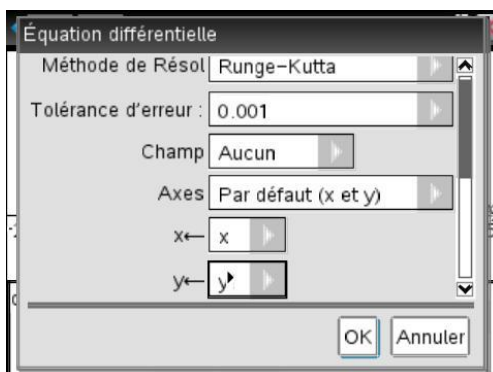 Équation différentielle
Méthode de Résol Runge-Kutta
Tolérance d'erreur : 0.001
Champ Aucun
Axes Par défaut (x et y)
x← x
y← y
OK Annuler